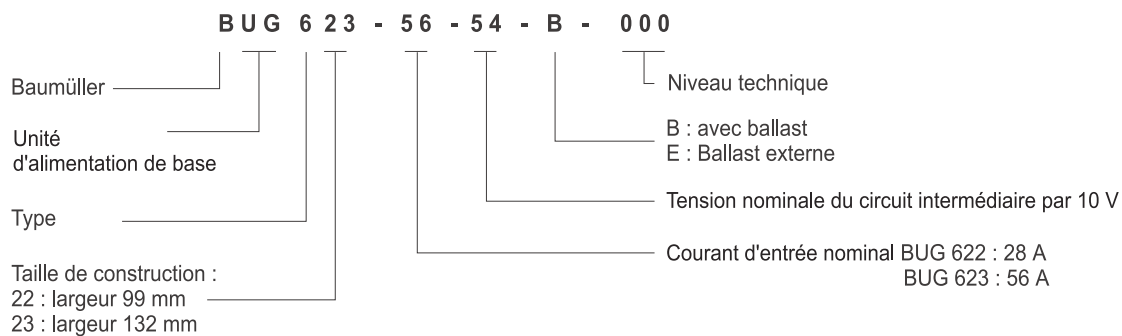 BUG 623 - 56 - 54 - B - 000
Baumüller
Unité
d'alimentation de base
Type
Taille de construction :
22 : largeur 99 mm
23 : largeur 132 mm
Niveau technique
B : avec ballast
E : Ballast externe
Tension nominale du circuit intermédiaire par 10 V
Courant d'entrée nominal BUG 622 : 28 A
BUG 623 : 56 A